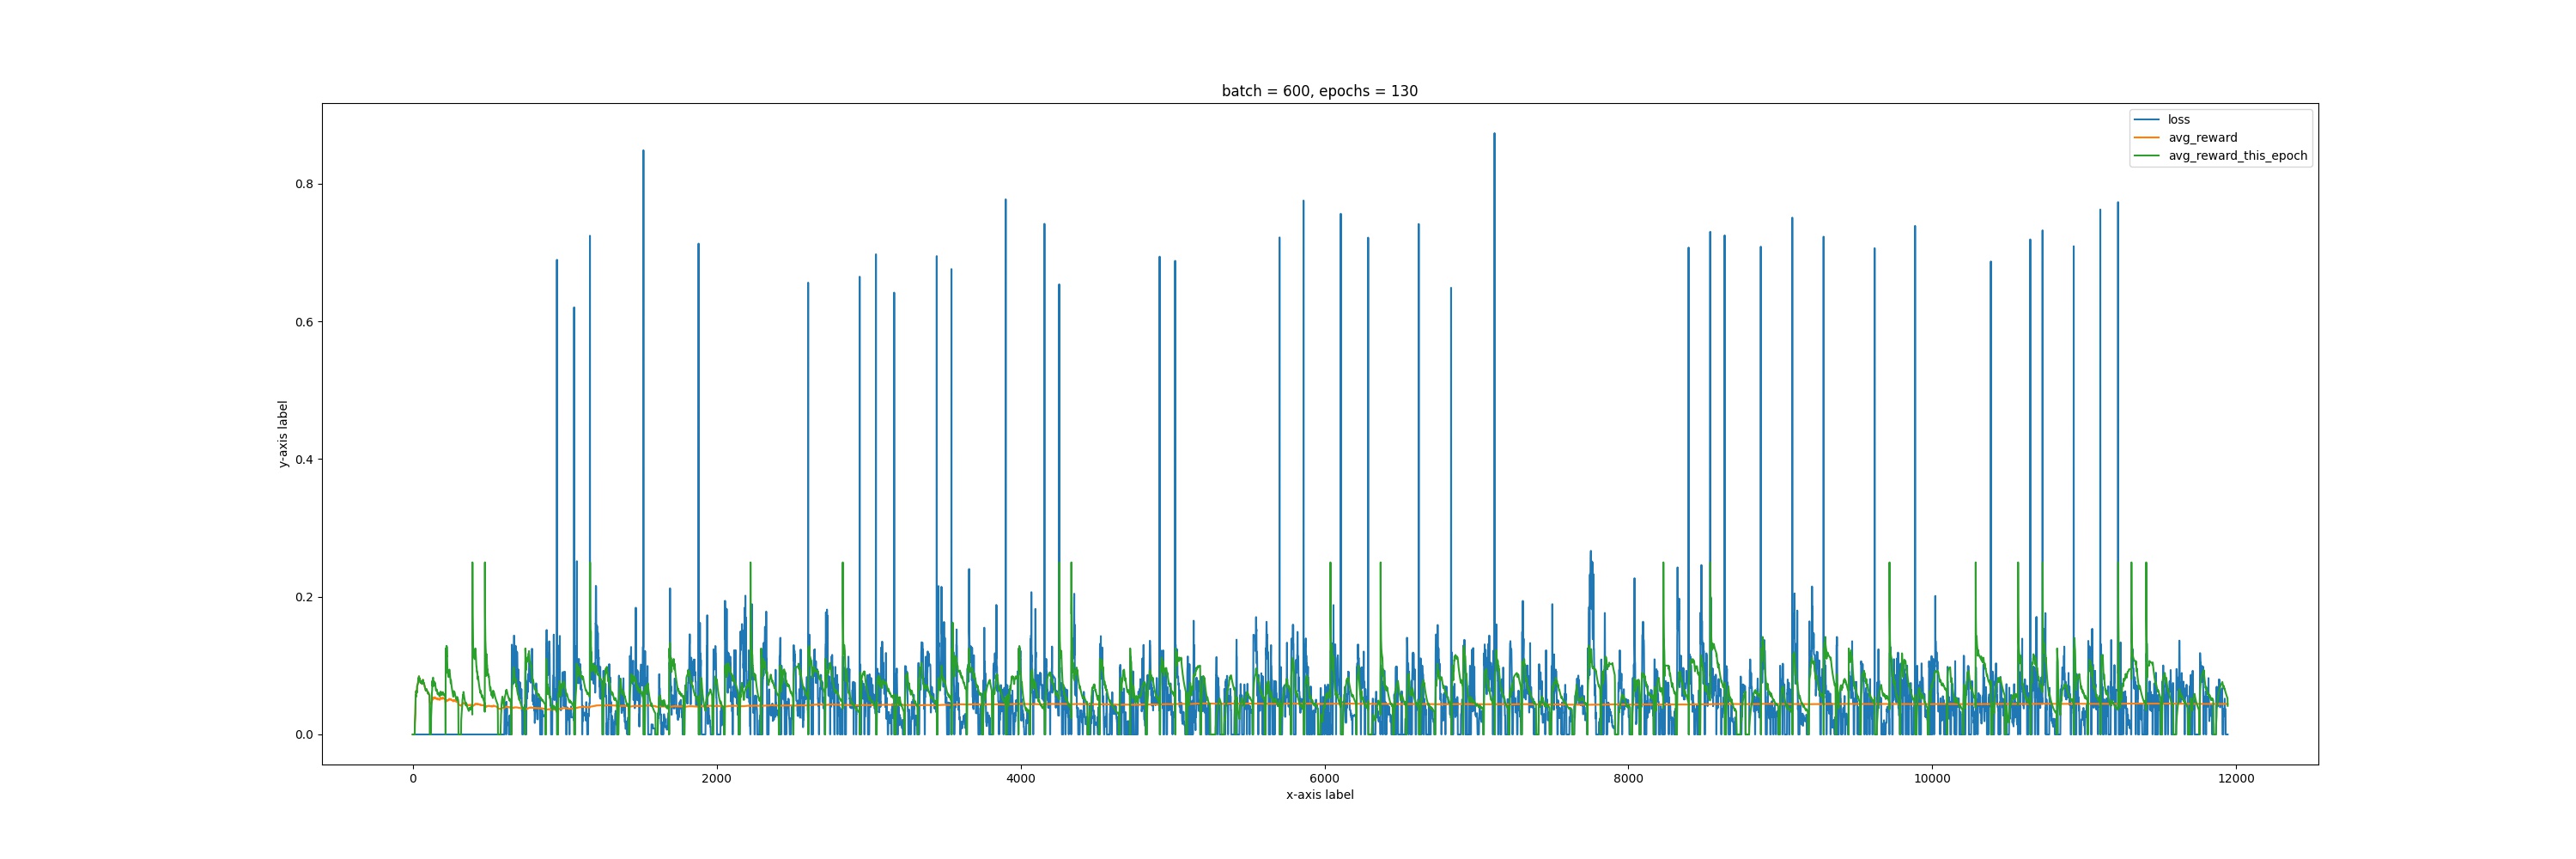 batch = 600, epochs = 130
loss
avg_reward
avg_reward_this_epoch
0.8
0.6
0.4
0.2
0.0
y-axis label
0 2000 4000 6000 8000 10000 12000
x-axis label